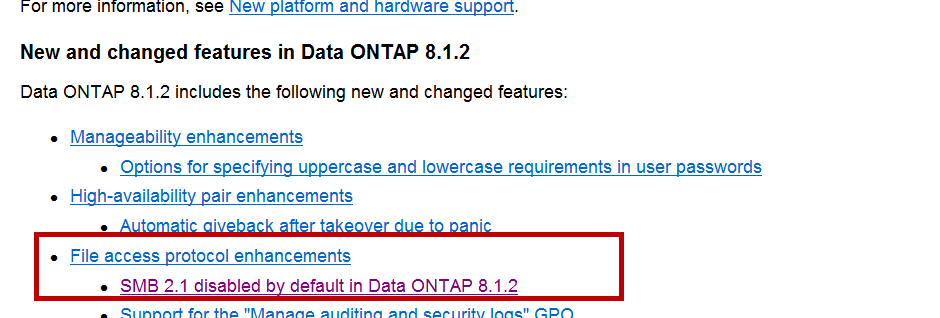 For more information, see New platform and hardware support.
New and changed features in Data ONTAP 8.1.2
Data ONTAP 8.1.2 includes the following new and changed features:
• Manageability enhancements
• Options for specifying uppercase and lowercase requirements in user passwords
• High-availability pair enhancements
• Automatic giveback after takeover due to panic
• File access protocol enhancements
• SMB 2.1 disabled by default in Data ONTAP 8.1.2
• Support for the "Manage auditing and security logs" GPO